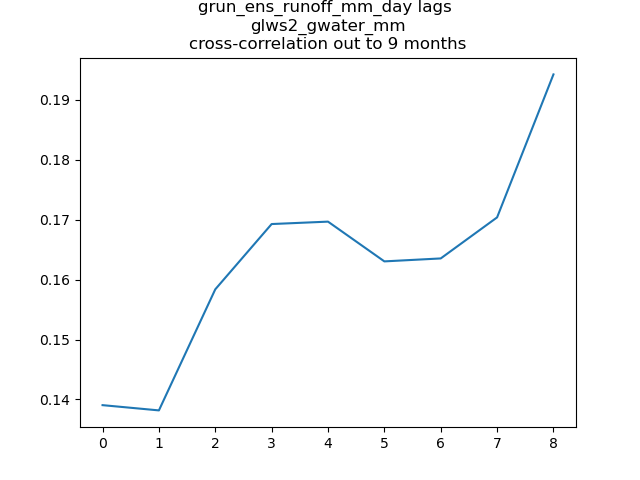 grun_ens_runoff_mm_day lags
glws2_gwater_mm
cross-correlation out to 9 months
0.19
0.18
0.17
0.16
0.15
0.14
0 1 2 3 4 5 6 7 8